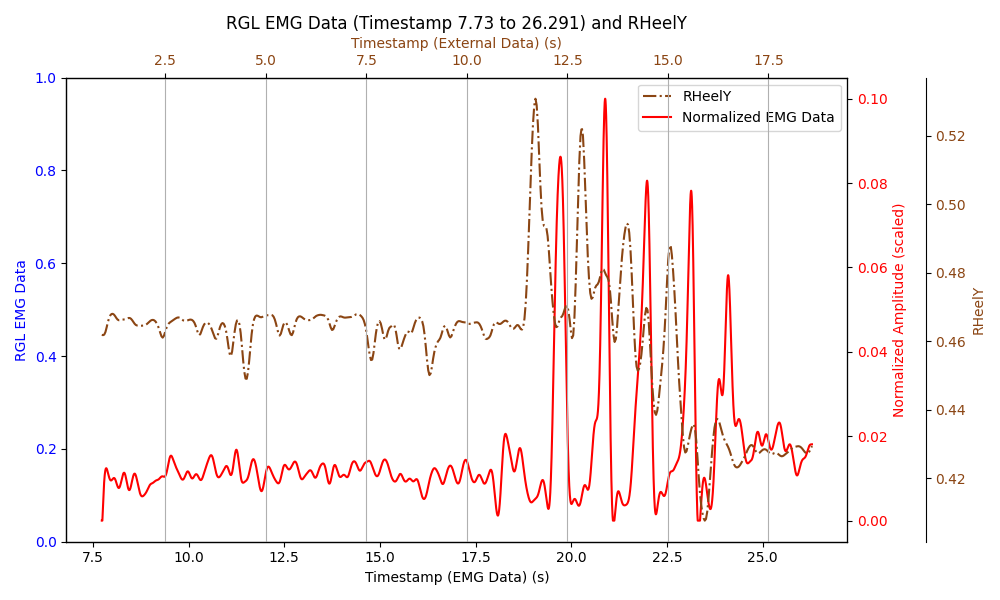 RGL EMG Data (Timestamp 7.73 to 26.291) and RHeelY
Timestamp (External Data) (s)
2.5 5.0 7.5 10.0 12.5 15.0 17.5
RHeelY
Normalized EMG Data
1.0
0.8
0.6
0.4
0.2
0.0
RGL EMG Data
0.10
0.08
0.06
0.04
0.02
0.00
Normalized Amplitude (scaled)
0.52
0.50
0.48
0.46
0.44
0.42
RHeelY
7.5 10.0 12.5 15.0 17.5 20.0 22.5 25.0
Timestamp (EMG Data) (s)